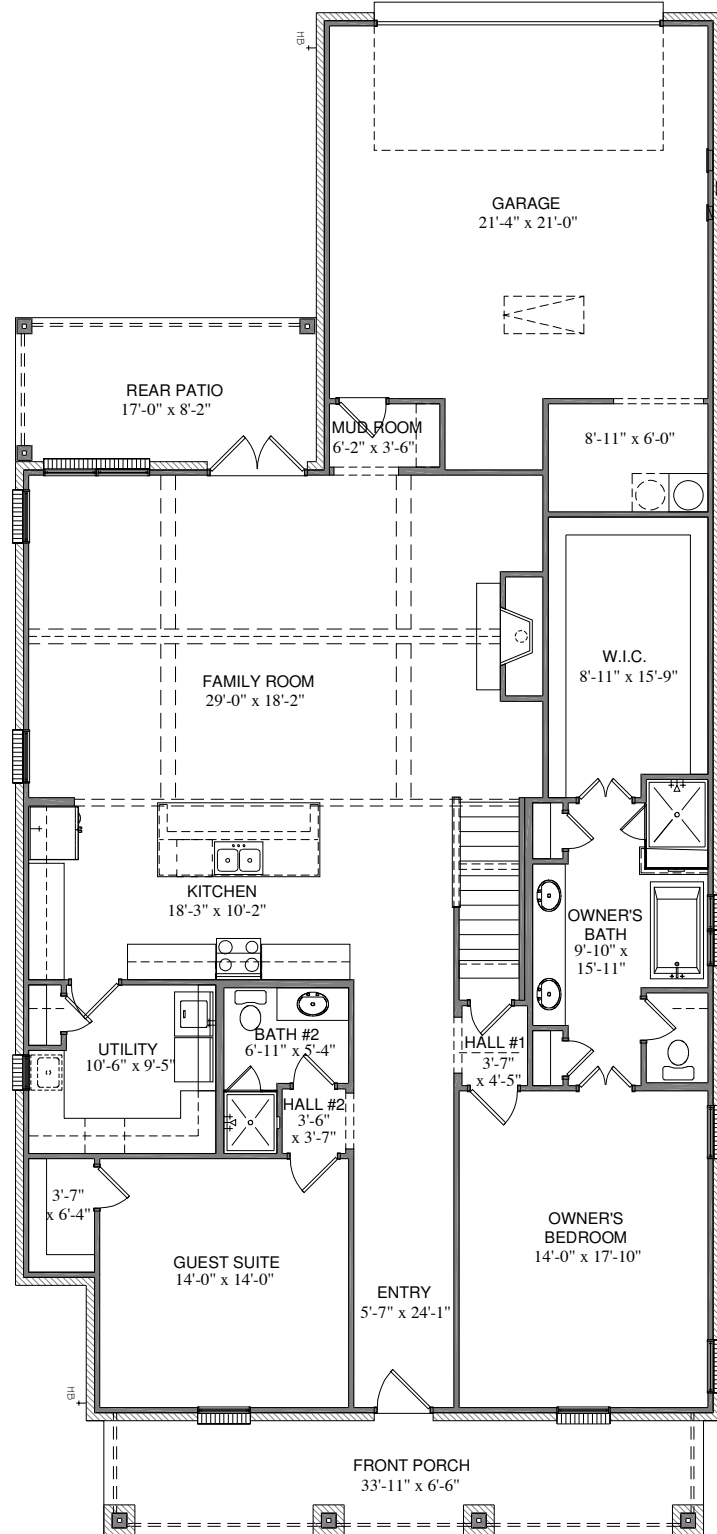 HB
GARAGE
21'-4" x 21'-0"
REAR PATIO
17'-0" x 8'-2"
MUD ROOM
6'-2" x 3'-6"
8'-11" x 6'-0"
W.I.C.
8'-11" x 15'-9"
FAMILY ROOM
29'-0" x 18'-2"
KITCHEN
18'-3" x 10'-2"
OWNER'S
BATH
9'-10" x
15'-11"
UTILITY
10'-6" x 9'-5"
BATH #2
6'-11" x 5'-4"
HALL #1
3'-7"
x 4'-5"
HALL #2
3'-6"
x 3'-7"
3'-7"
x 6'-4"
GUEST SUITE
14'-0" x 14'-0"
OWNER'S
BEDROOM
14'-0" x 17'-10"
ENTRY
5'-7" x 24'-1"
HB
FRONT PORCH
33'-11" x 6'-6"